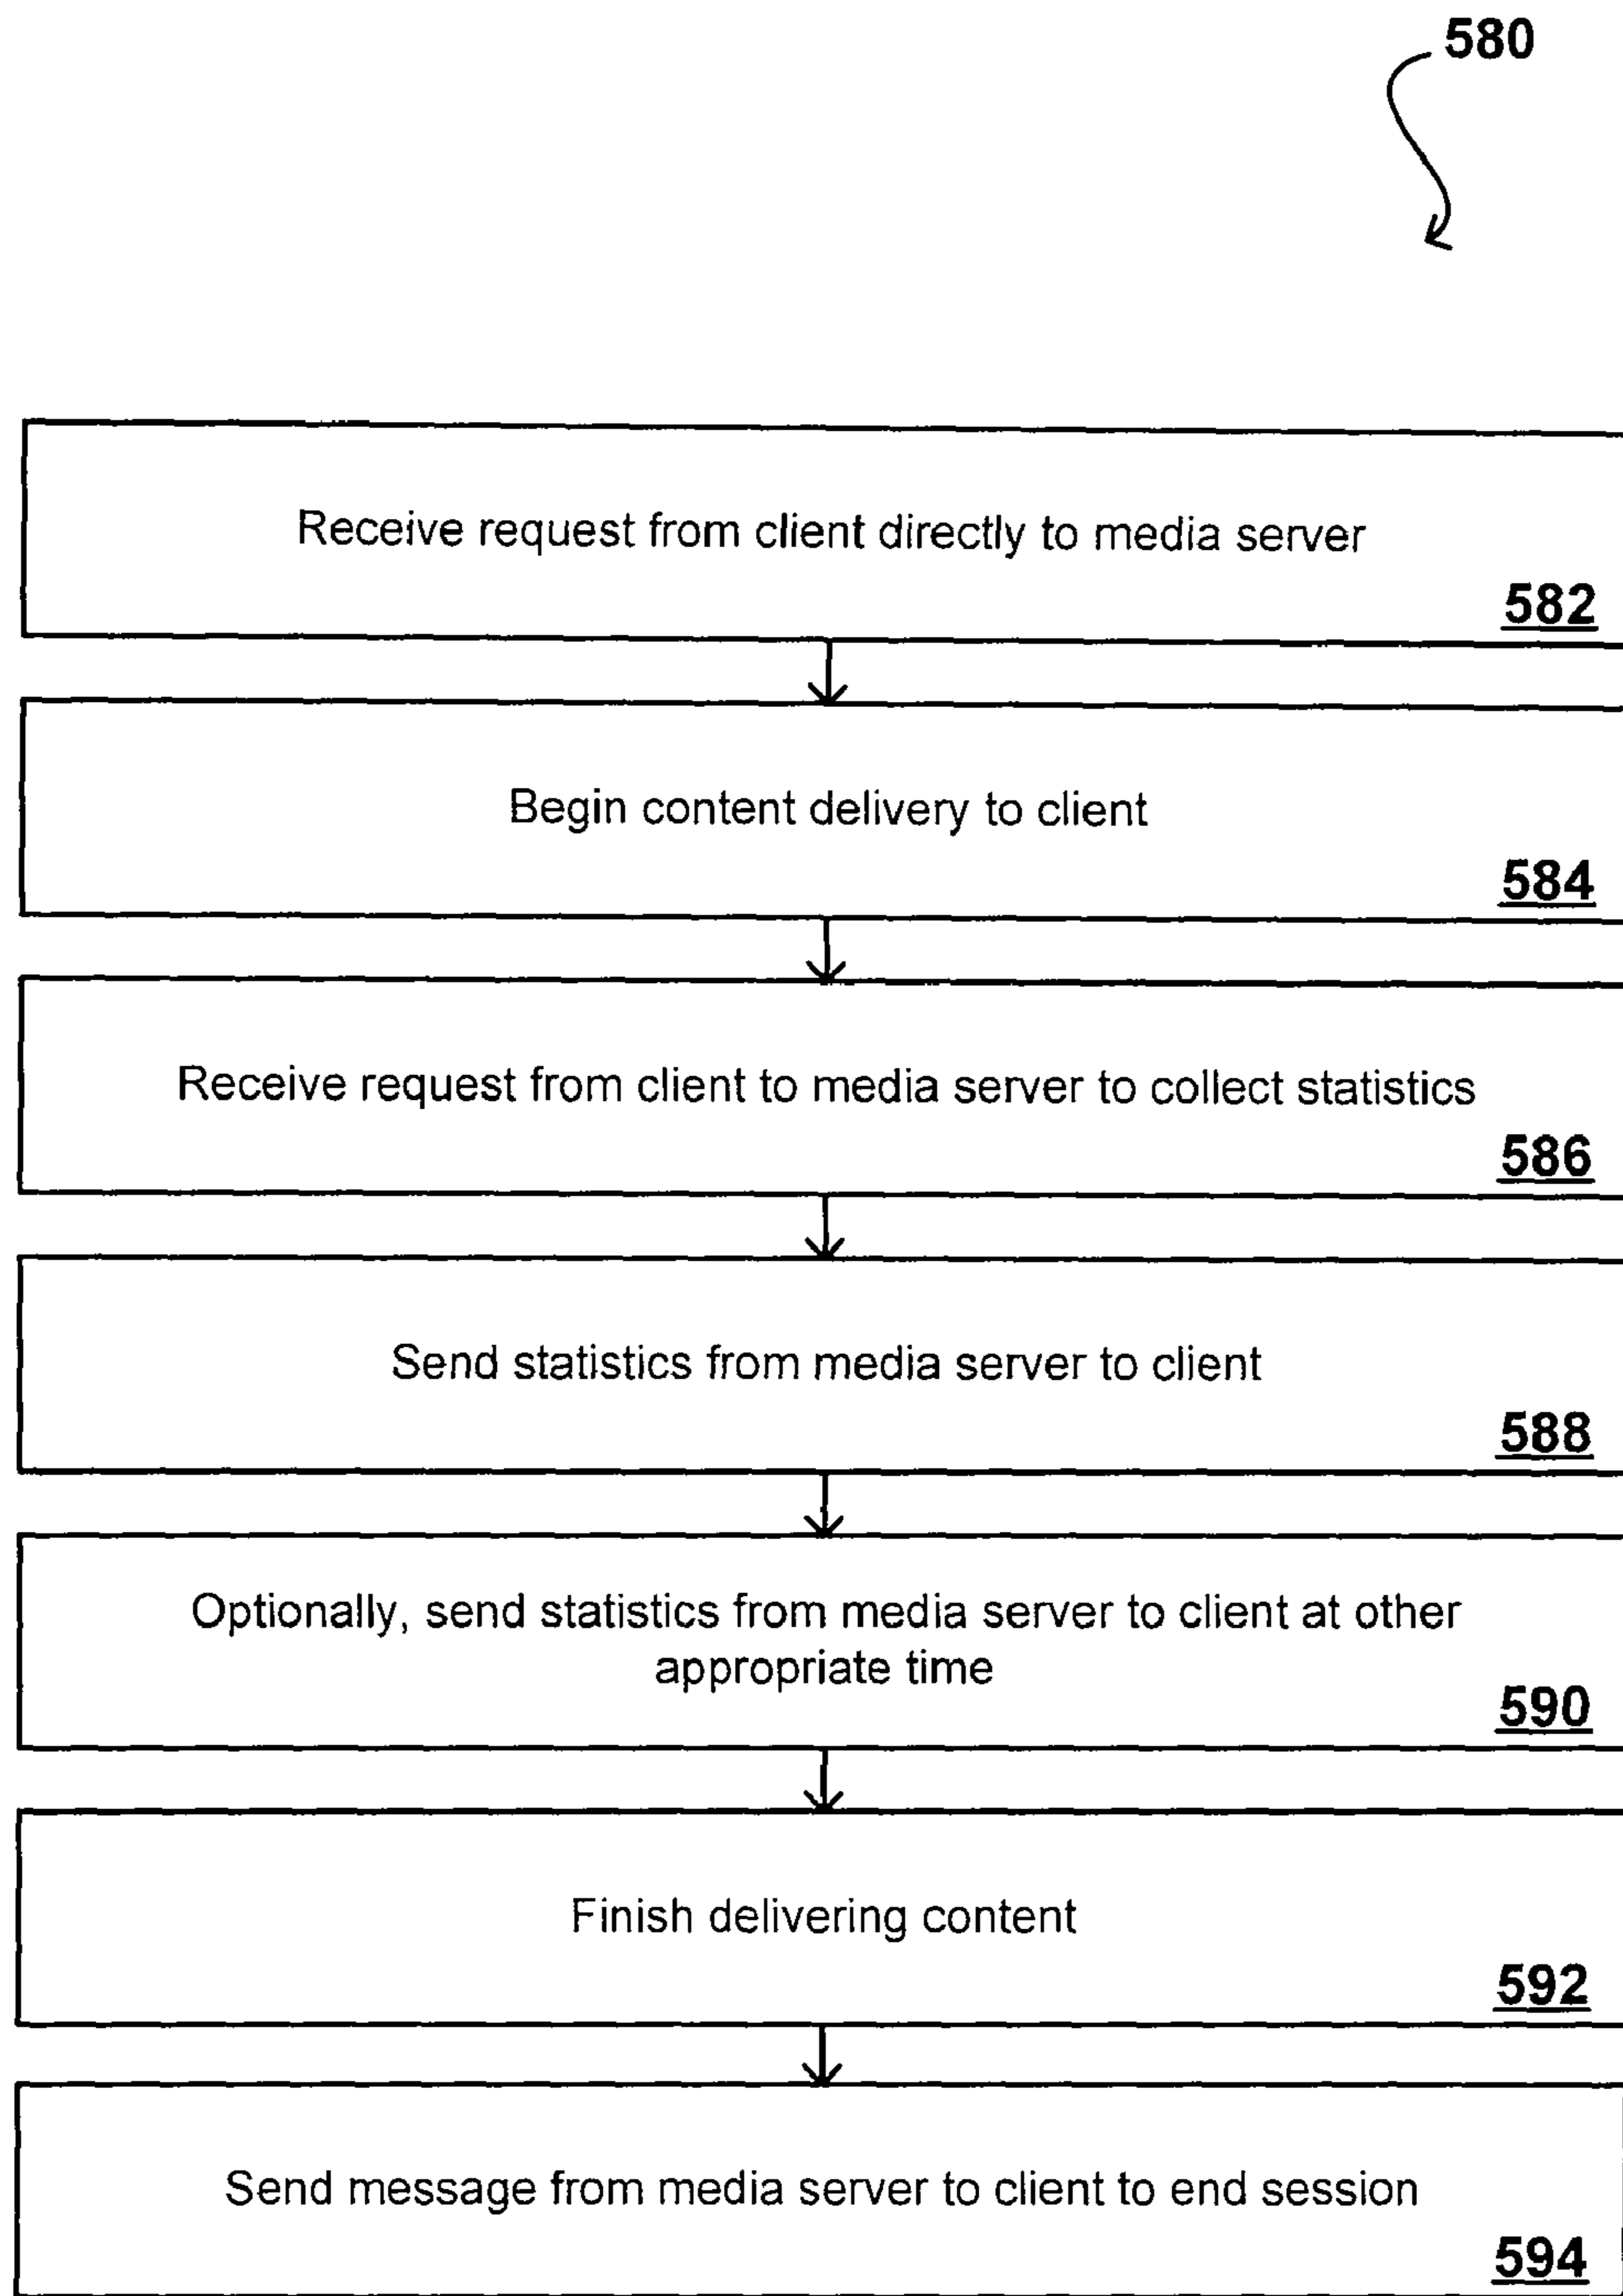 580
Receive request from client directly to media server
582
Begin content delivery to client
584
Receive request from client to media server to collect statistics
586
Send statistics from media server to client
588
Optionally, send statistics from media server to client at other
appropriate time
590
Finish delivering content
592
Send message from media server to client to end session
594